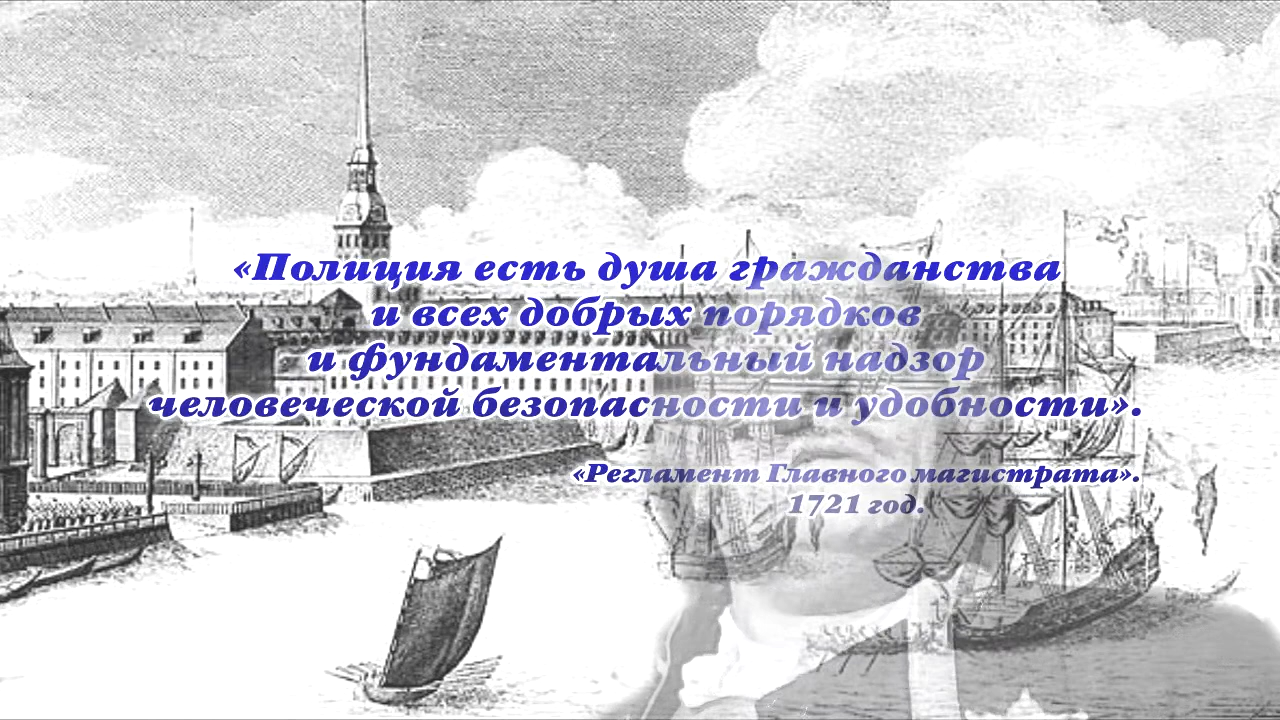 «Полиция есть душа гражданства
и всех добрых порядков
и фундаментальный надзор
человеческой безопасности и удобности».
«Регламент Главного магистрата».
1721 год.